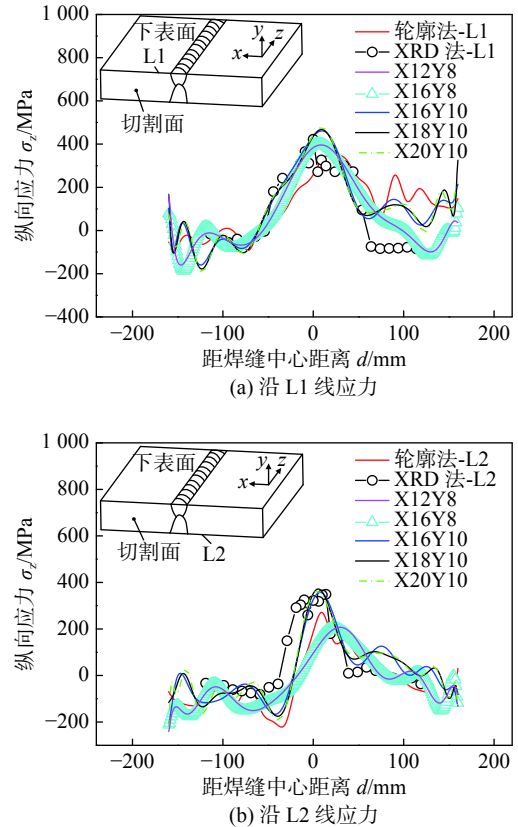 1 000
800
600
400
200
0
−200
−400
纵向应力 σz/MPa
下表面
L1
x
y
z
切割面
轮廓法-L1
XRD 法-L1
X12Y8
X16Y8
X16Y10
X18Y10
X20Y10
−200
−100
0
100
200
距焊缝中心距离 d/mm
(a) 沿 L1 线应力
1 000
800
600
400
200
0
−200
纵向应力 σz/MPa
下表面
x
y
z
切割面
L2
轮廓法-L2
XRD 法-L2
X12Y8
X16Y8
X16Y10
X18Y10
X20Y10
−200
−100
0
100
200
距焊缝中心距离 d/mm
(b) 沿 L2 线应力